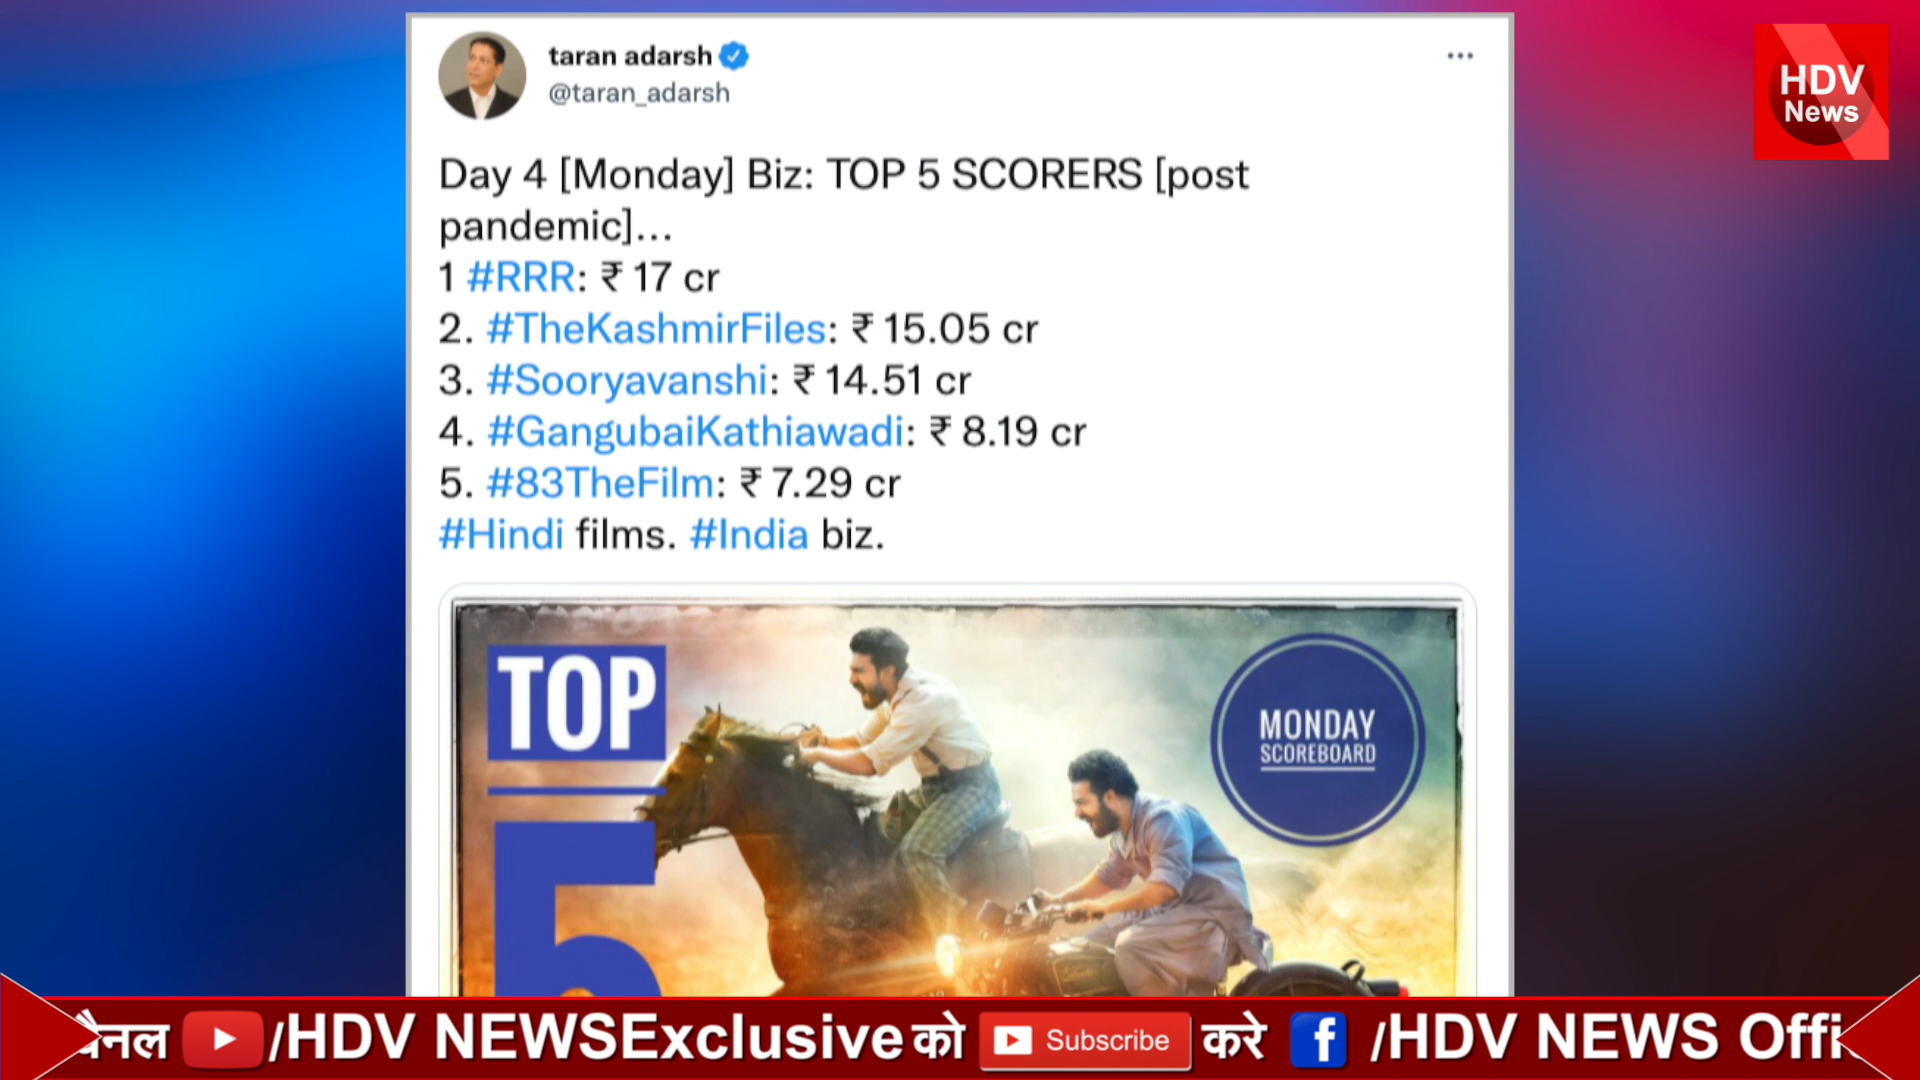 taran adarsh
@taran_adarsh
HDV
News
Day 4 [Monday] Biz: TOP 5 SCORERS [post
pandemic]...
1 #RRR: ₹ 17 cr
2. #TheKashmirFiles: ₹ 15.05 cr
3. #Sooryavanshi: ₹ 14.51 cr
4. #GangubaiKathiawadi: ₹ 8.19 cr
5. #83TheFilm: ₹ 7.29 cr
#Hindi films. #India biz.
TOP
5
MONDAY
SCOREBOARD
चैनल /HDV NEWSExclusive को Subscribe करे f /HDV NEWS Offi